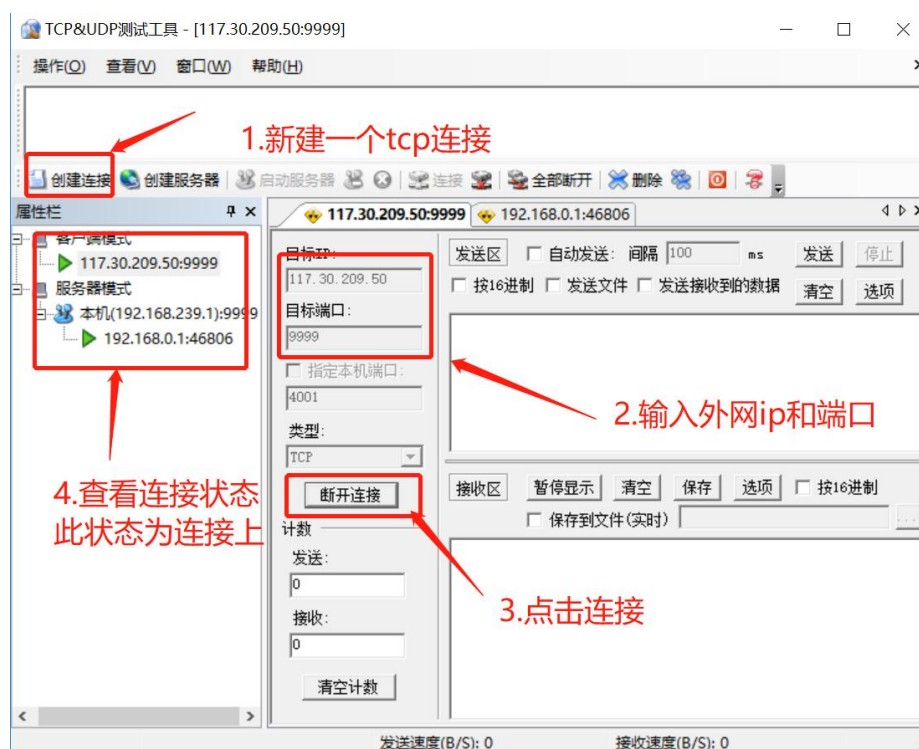 TCP&UDP测试工具 - [117.30.209.50:9999]
操作(O) 查看(V) 窗口(W) 帮助(H)
1.新建一个tcp连接
创建连接 创建服务器 启动服务器 连接 全部断开 删除
属性栏
117.30.209.50:9999 192.168.0.1:46806
客户端模式
117.30.209.50:9999
服务器模式
本机(192.168.239.1):9999
192.168.0.1:46806
4.查看连接状态
此状态为连接上
目标IP:
117.30.209.50
目标端口:
9999
指定本机端口:
4001
类型:
TCP
断开连接
计数
发送:
0
接收:
0
清空计数
发送区 自动发送: 间隔 100 ms 发送 停止
按16进制 发送文件 发送接收到的数据 清空 选项
2.输入外网ip和端口
接收区 暂停显示 清空 保存 选项 按16进制
保存到文件(实时) ...
3.点击连接
发送速度(B/S): 0 接收速度(B/S): 0